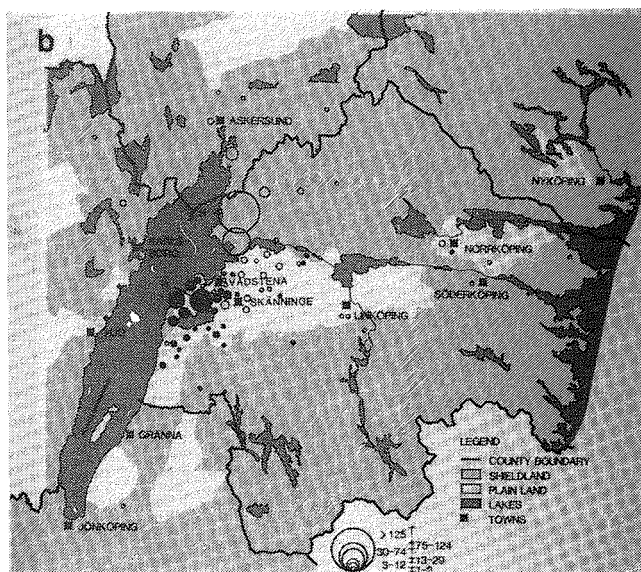 b
ASKERSUND
NYKÖPING
NORRKÖPING
VADSTENA
SKÄNNINGE
SÖDERKÖPING
LINKÖPING
GRÄNNA
JÖNKÖPING
LEGEND
COUNTY BOUNDARY
SHIELDLAND
PLAIN LAND
LAKES
TOWNS
> 125
75-124
30-74
13-29
3-12